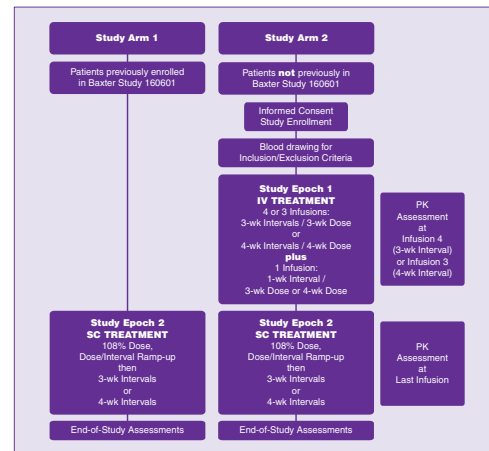 Study Arm 1
Patients previously enrolled
in Baxter Study 160601
Study Arm 2
Patients not previously in
Baxter Study 160601
Informed Consent
Study Enrollment
Blood drawing for
Inclusion/Exclusion Criteria
Study Epoch 1
IV TREATMENT
4 or 3 Infusions:
3-wk Intervals / 3-wk Dose
or
4-wk Intervals / 4-wk Dose
plus
1 Infusion:
1-wk Interval /
3-wk Dose or 4-wk Dose
PK
Assessment
at
Infusion 4
(3-wk Interval)
or Infusion 3
(4-wk Interval)
Study Epoch 2
SC TREATMENT
108% Dose,
Dose/Interval Ramp-up
then
3-wk Intervals
or
4-wk Intervals
Study Epoch 2
SC TREATMENT
108% Dose,
Dose/Interval Ramp-up
then
3-wk Intervals
or
4-wk Intervals
PK
Assessment
at
Last Infusion
End-of-Study Assessments
End-of-Study Assessments